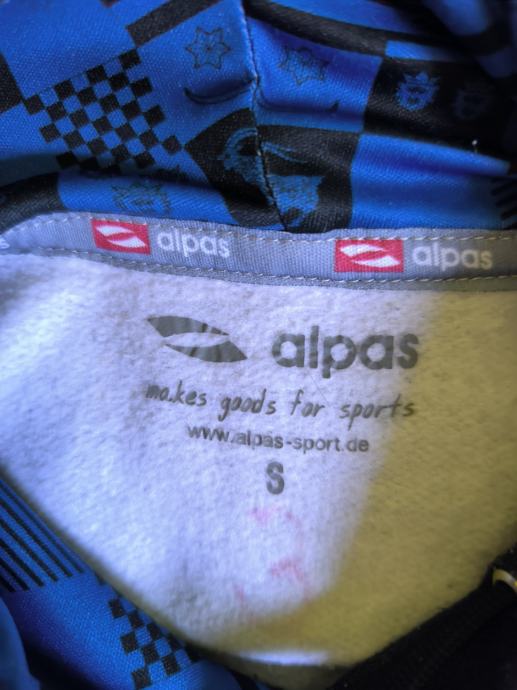 alpas alpas
alpas
makes goods for sports
www.alpas-sport.de
S